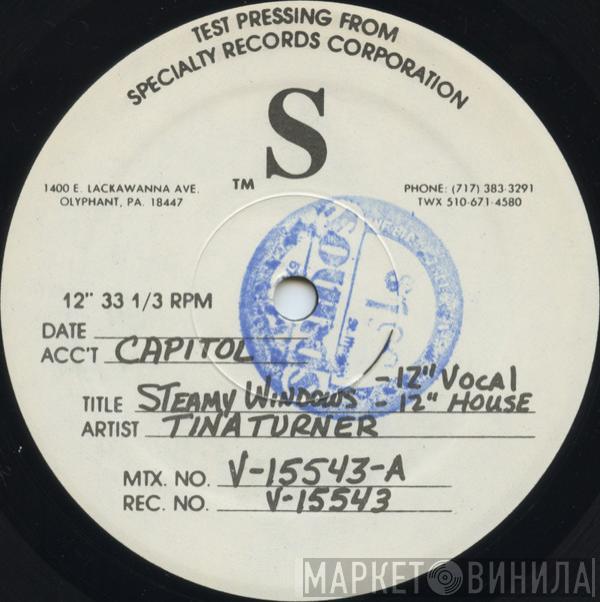 TEST PRESSING FROM
SPECIALTY RECORDS CORPORATION
S
TM
1400 E. LACKAWANNA AVE.
OLYPHANT, PA. 18447
PHONE: (717) 383-3291
TWX 510-671-4580
12" 33 1/3 RPM
DATE
ACC'T CAPITOL
TITLE STEAMY WINDOWS -12" VOCAL
- 12" HOUSE
ARTIST TINA TURNER
MTX. NO. V-15543-A
REC. NO. V-15543
МАРКЕТ ВИНИЛА